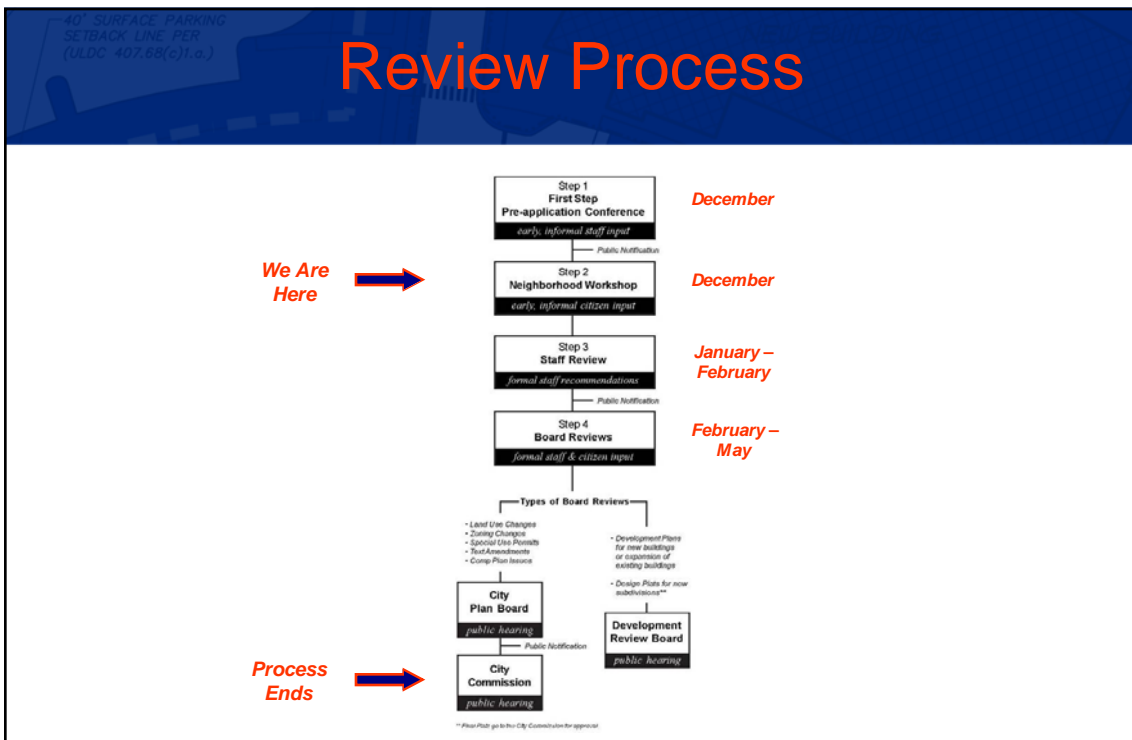 40' SURFACE PARKING
SETBACK LINE PER
(ULDC 407.68(c)1.a.)
Review Process
Step 1
First Step
Pre-application Conference
early, informal staff input
December
Public Notification
We Are
Here
Step 2
Neighborhood Workshop
early, informal citizen input
December
Step 3
Staff Review
formal staff recommendations
January –
February
Public Notification
Step 4
Board Reviews
formal staff & citizen input
February –
May
Types of Board Reviews
• Land Use Changes
• Zoning Changes
• Special Use Permits
• Text Amendments
• Comp Plan Issues
• Development Plans
for new buildings
or expansion of
existing buildings
• Design Plats for new
subdivisions**
City
Plan Board
public hearing
Development
Review Board
public hearing
Public Notification
Process
Ends
City
Commission
public hearing
** Final Plats go to the City Commission for approval